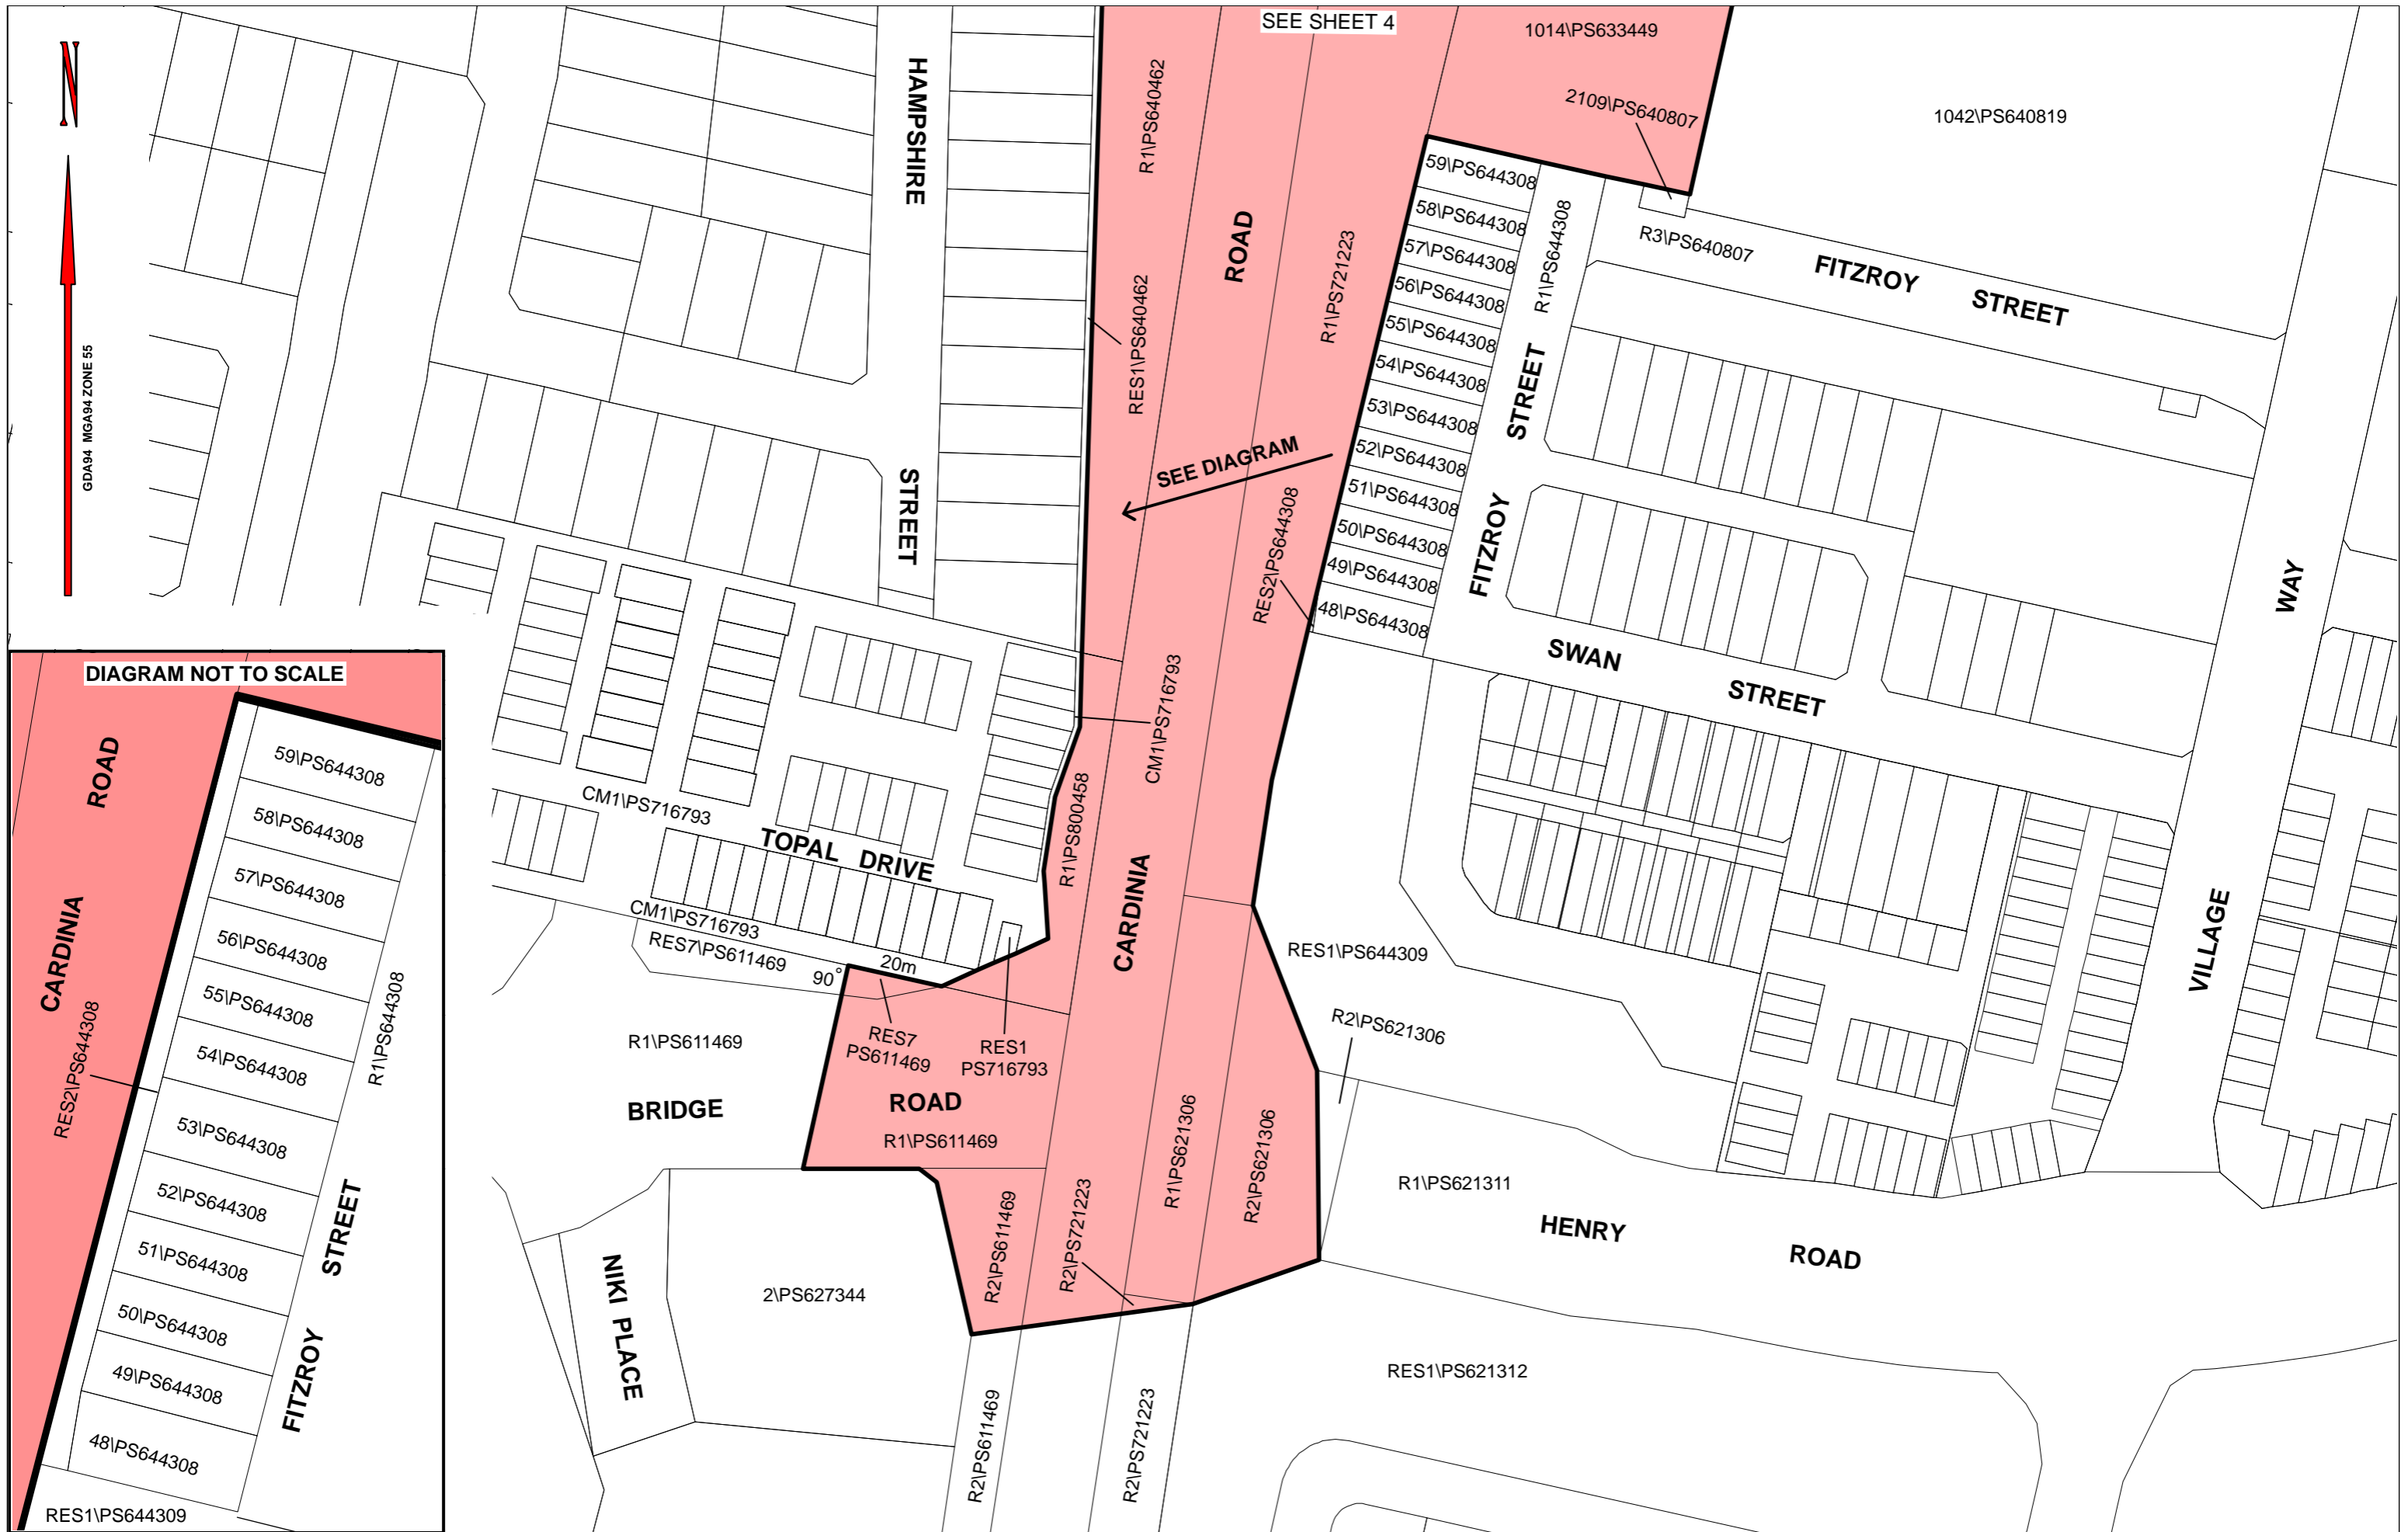 SEE SHEET 4
1014\PS633449
2109\PS640807
1042\PS640819
N
GDA94 MGA94 ZONE 55
HAMPSHIRE
STREET
R1\PS640462
RES1\PS640462
ROAD
R1\PS721223
SEE DIAGRAM
RES2\PS644308
59\PS644308
58\PS644308
57\PS644308
56\PS644308
55\PS644308
54\PS644308
53\PS644308
52\PS644308
51\PS644308
50\PS644308
49\PS644308
48\PS644308
R1\PS644308
FITZROY STREET
R3\PS640807
FITZROY STREET
SWAN STREET
VILLAGE WAY
CM1\PS716793
R1\PS800458
CARDINIA
CM1\PS716793
TOPAL DRIVE
CM1\PS716793
RES7\PS611469
90°
20m
RES7
PS611469
RES1
PS716793
R1\PS611469
BRIDGE ROAD
R1\PS611469
RES1\PS644309
R2\PS621306
R1\PS621311
HENRY ROAD
R1\PS621306
R2\PS621306
R2\PS611469
R2\PS721223
NIKI PLACE
2\PS627344
R2\PS611469
R2\PS721223
RES1\PS621312
DIAGRAM NOT TO SCALE
CARDINIA ROAD
RES2\PS644308
59\PS644308
58\PS644308
57\PS644308
56\PS644308
55\PS644308
54\PS644308
53\PS644308
52\PS644308
51\PS644308
50\PS644308
49\PS644308
48\PS644308
R1\PS644308
FITZROY STREET
RES1\PS644309